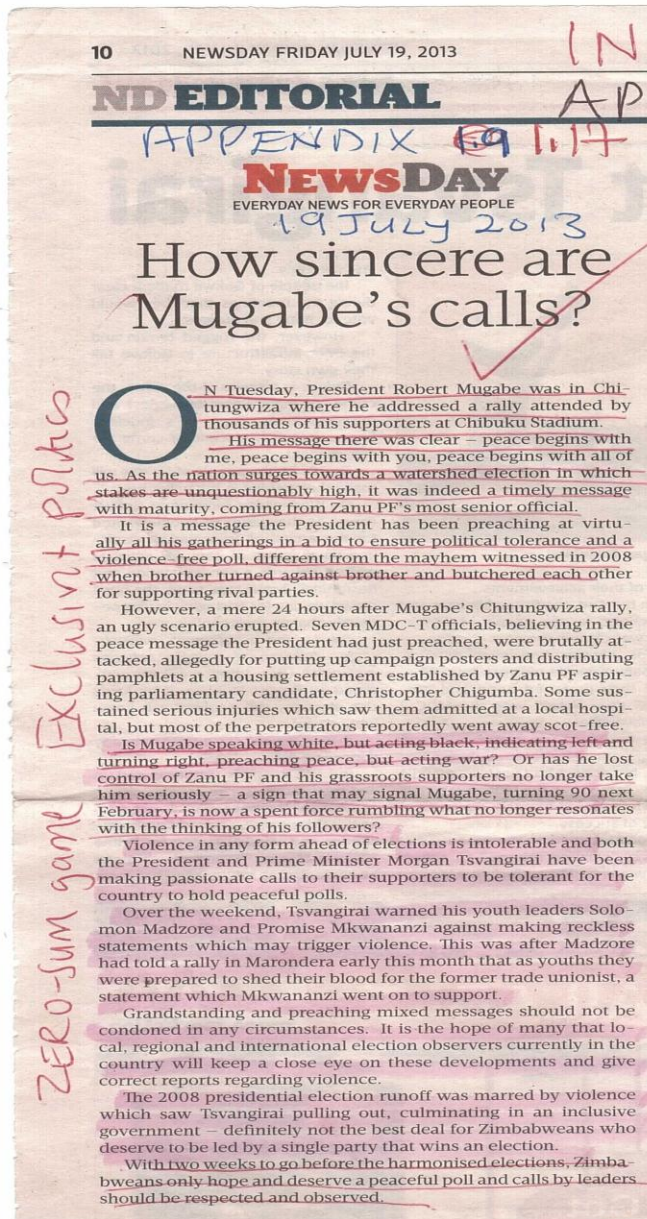 10 NEWSDAY FRIDAY JULY 19, 2013
IN
ND EDITORIAL
AP
APPENDIX 1.9 1.17
NEWSDAY
EVERYDAY NEWS FOR EVERYDAY PEOPLE
19 JULY 2013
How sincere are
Mugabe's calls?
ON Tuesday, President Robert Mugabe was in Chi-
tungwiza where he addressed a rally attended by
thousands of his supporters at Chibuku Stadium.
His message there was clear – peace begins with
me, peace begins with you, peace begins with all of
us. As the nation surges towards a watershed election in which
stakes are unquestionably high, it was indeed a timely message
with maturity, coming from Zanu PF's most senior official.
It is a message the President has been preaching at virtu-
ally all his gatherings in a bid to ensure political tolerance and a
violence-free poll, different from the mayhem witnessed in 2008
when brother turned against brother and butchered each other
for supporting rival parties.
However, a mere 24 hours after Mugabe's Chitungwiza rally,
an ugly scenario erupted. Seven MDC-T officials, believing in the
peace message the President had just preached, were brutally at-
tacked, allegedly for putting up campaign posters and distributing
pamphlets at a housing settlement established by Zanu PF aspir-
ing parliamentary candidate, Christopher Chigumba. Some sus-
tained serious injuries which saw them admitted at a local hospi-
tal, but most of the perpetrators reportedly went away scot-free.
Is Mugabe speaking white, but acting black, indicating left and
turning right, preaching peace, but acting war? Or has he lost
control of Zanu PF and his grassroots supporters no longer take
him seriously – a sign that may signal Mugabe, turning 90 next
February, is now a spent force rumbling what no longer resonates
with the thinking of his followers?
Violence in any form ahead of elections is intolerable and both
the President and Prime Minister Morgan Tsvangirai have been
making passionate calls to their supporters to be tolerant for the
country to hold peaceful polls.
Over the weekend, Tsvangirai warned his youth leaders Solo-
mon Madzore and Promise Mkwananzi against making reckless
statements which may trigger violence. This was after Madzore
had told a rally in Marondera early this month that as youths they
were prepared to shed their blood for the former trade unionist, a
statement which Mkwananzi went on to support.
Grandstanding and preaching mixed messages should not be
condoned in any circumstances. It is the hope of many that lo-
cal, regional and international election observers currently in the
country will keep a close eye on these developments and give
correct reports regarding violence.
The 2008 presidential election runoff was marred by violence
which saw Tsvangirai pulling out, culminating in an inclusive
government – definitely not the best deal for Zimbabweans who
deserve to be led by a single party that wins an election.
With two weeks to go before the harmonised elections, Zimba-
bweans only hope and deserve a peaceful poll and calls by leaders
should be respected and observed.
ZERO-SUM game Exclusint politics